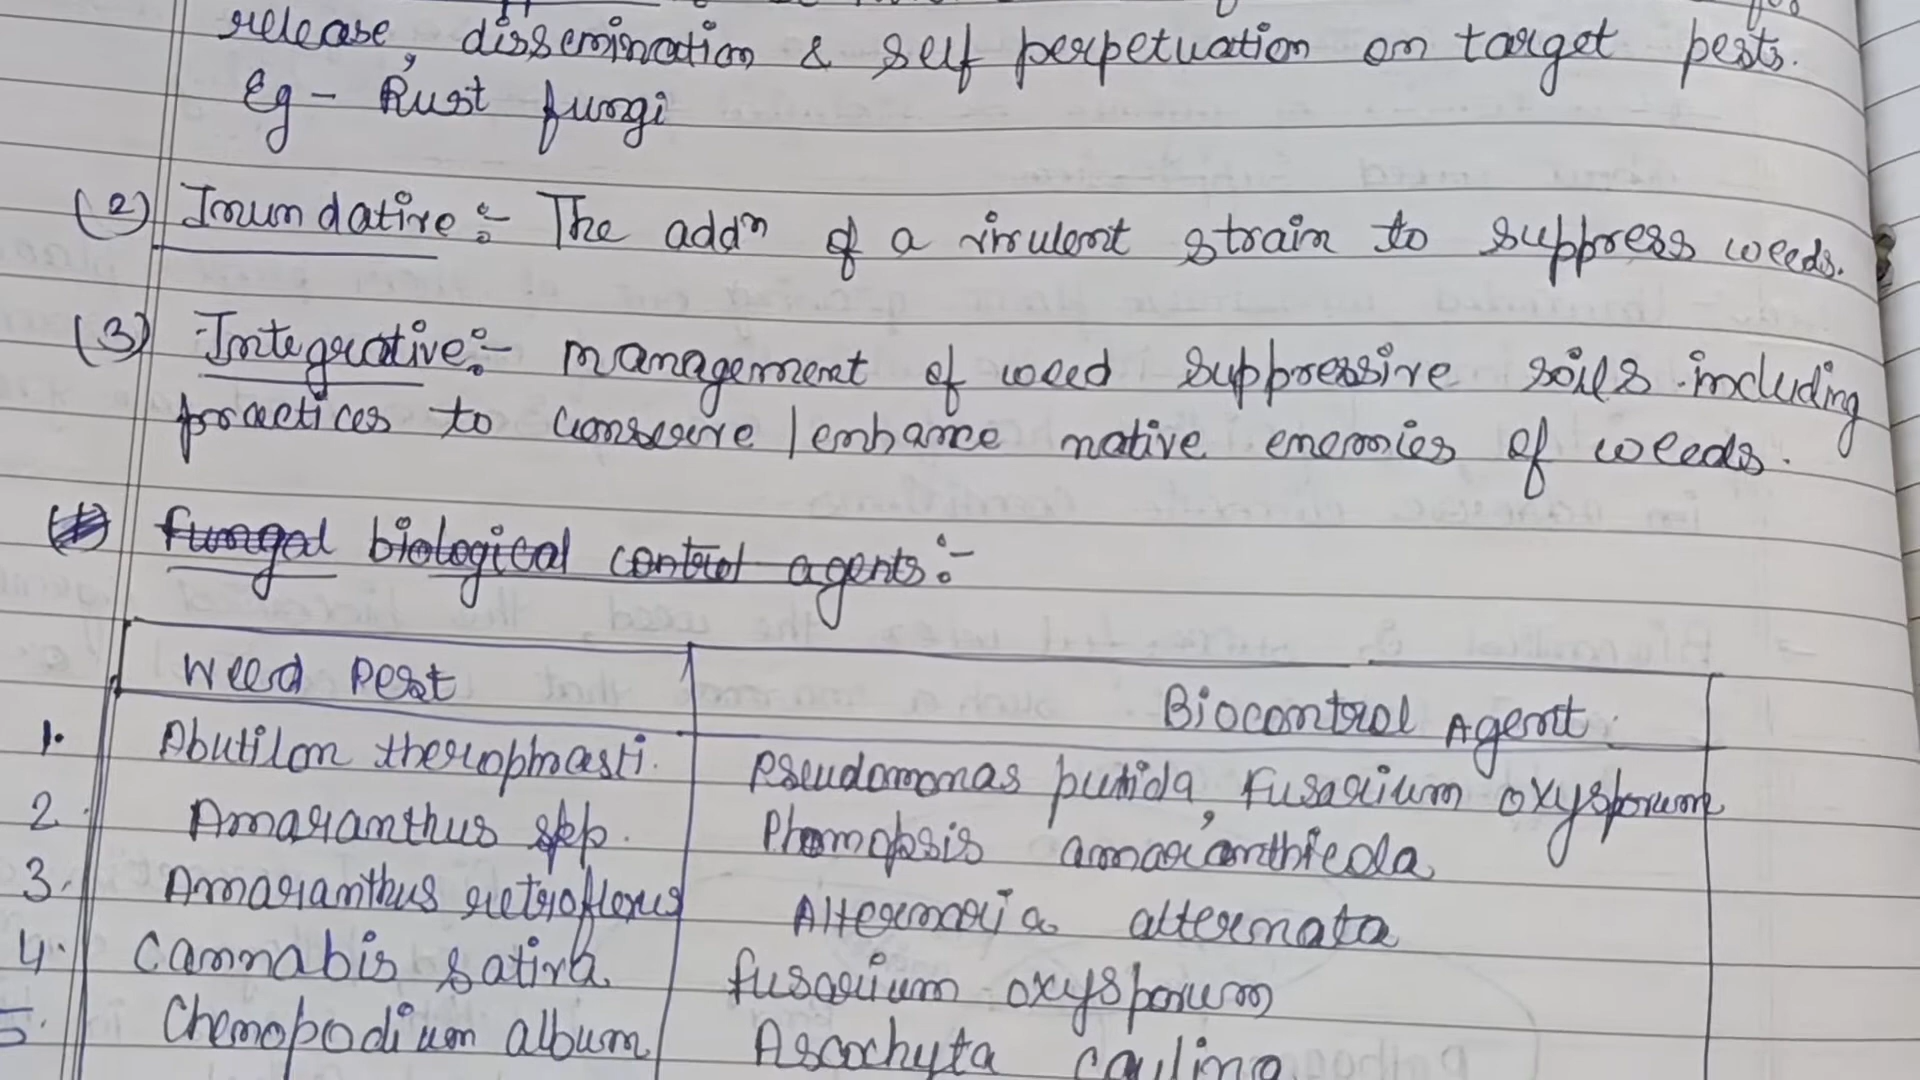 release, dissemination & self perpetuation on target pests.
Eg - Rust fungi
(2) Inundative :- The addn of a virulent strain to suppress weeds.
(3) Integrative :- management of weed suppressive soils including
practices to conserve / enhance native enemies of weeds.
fungal biological control agents :-
Weed Pest Biocontrol Agent
1. Abutilon theriophrasti. Pseudomonas putida, Fusarium oxysporum
2. Amaranthus spp. Phomopsis amaranthicola
3. Amaranthus retroflexus Alternaria alternata
4. Cannabis sativa fusarium oxysporum
5. Chenopodium album Ascochyta caulina